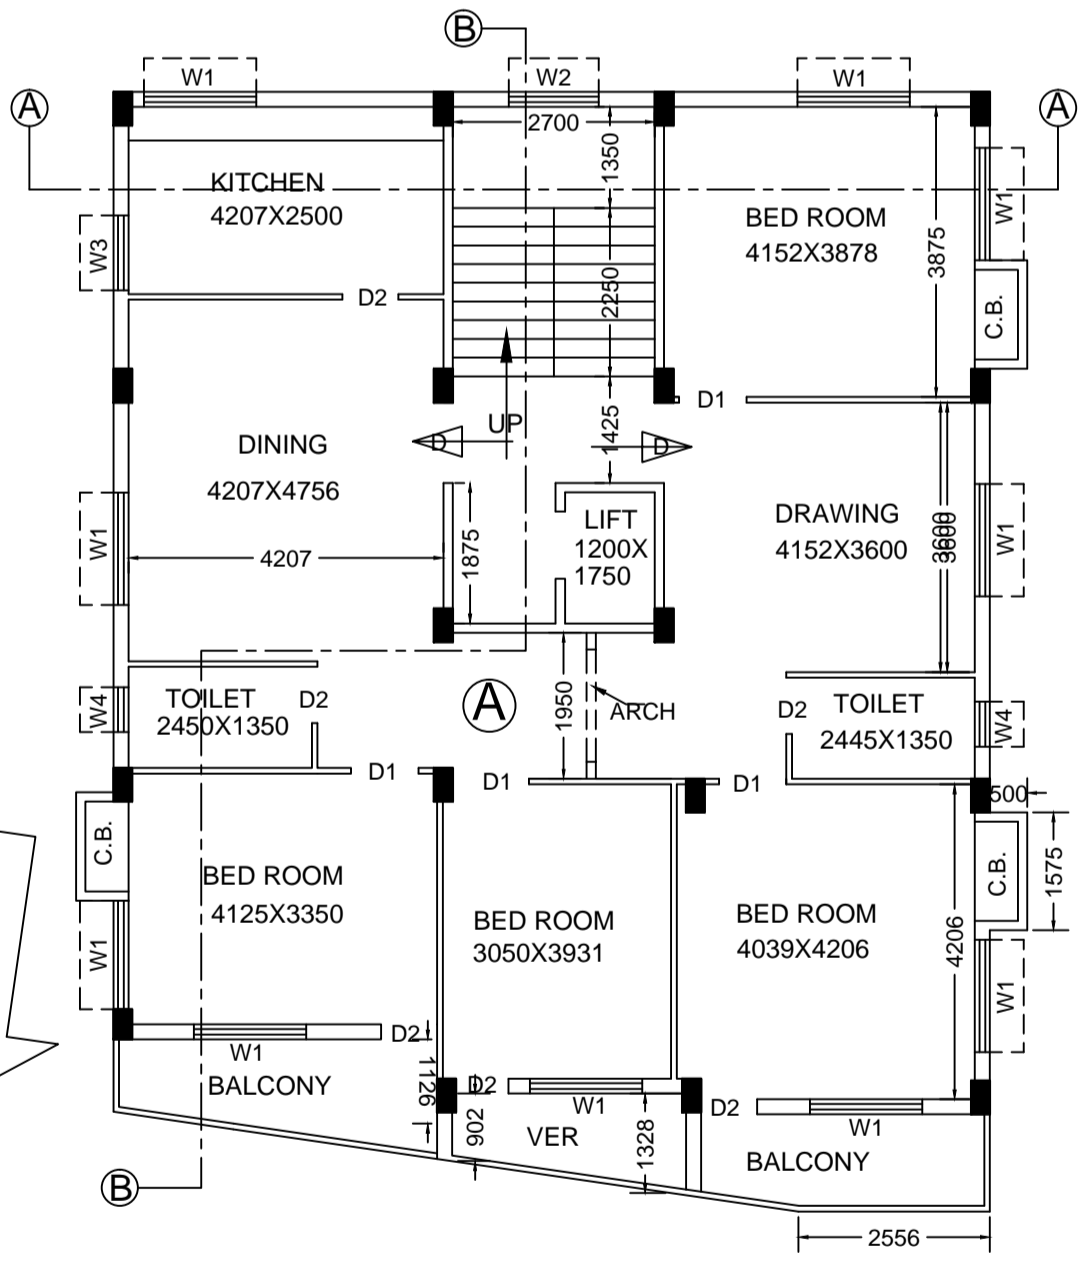 B
W1
W2
W1
A
A
2700
1350
KITCHEN
4207X2500
BED ROOM
4152X3878
W1
3875
W3
D2
2250
C.B.
D1
UP
D
D
1425
DINING
4207X4756
W1
4207
1875
LIFT
1200X
1750
DRAWING
4152X3600
3600
3600
W1
TOILET
2450X1350
W4
D2
A
1950
ARCH
D2
TOILET
2445X1350
W4
D1
D1
D1
500
C.B.
BED ROOM
4125X3350
W1
BED ROOM
3050X3931
BED ROOM
4039X4206
4206
C.B.
1575
W1
D2
W1
BALCONY
1126
D2
W1
902
VER
1328
D2
W1
BALCONY
B
2556